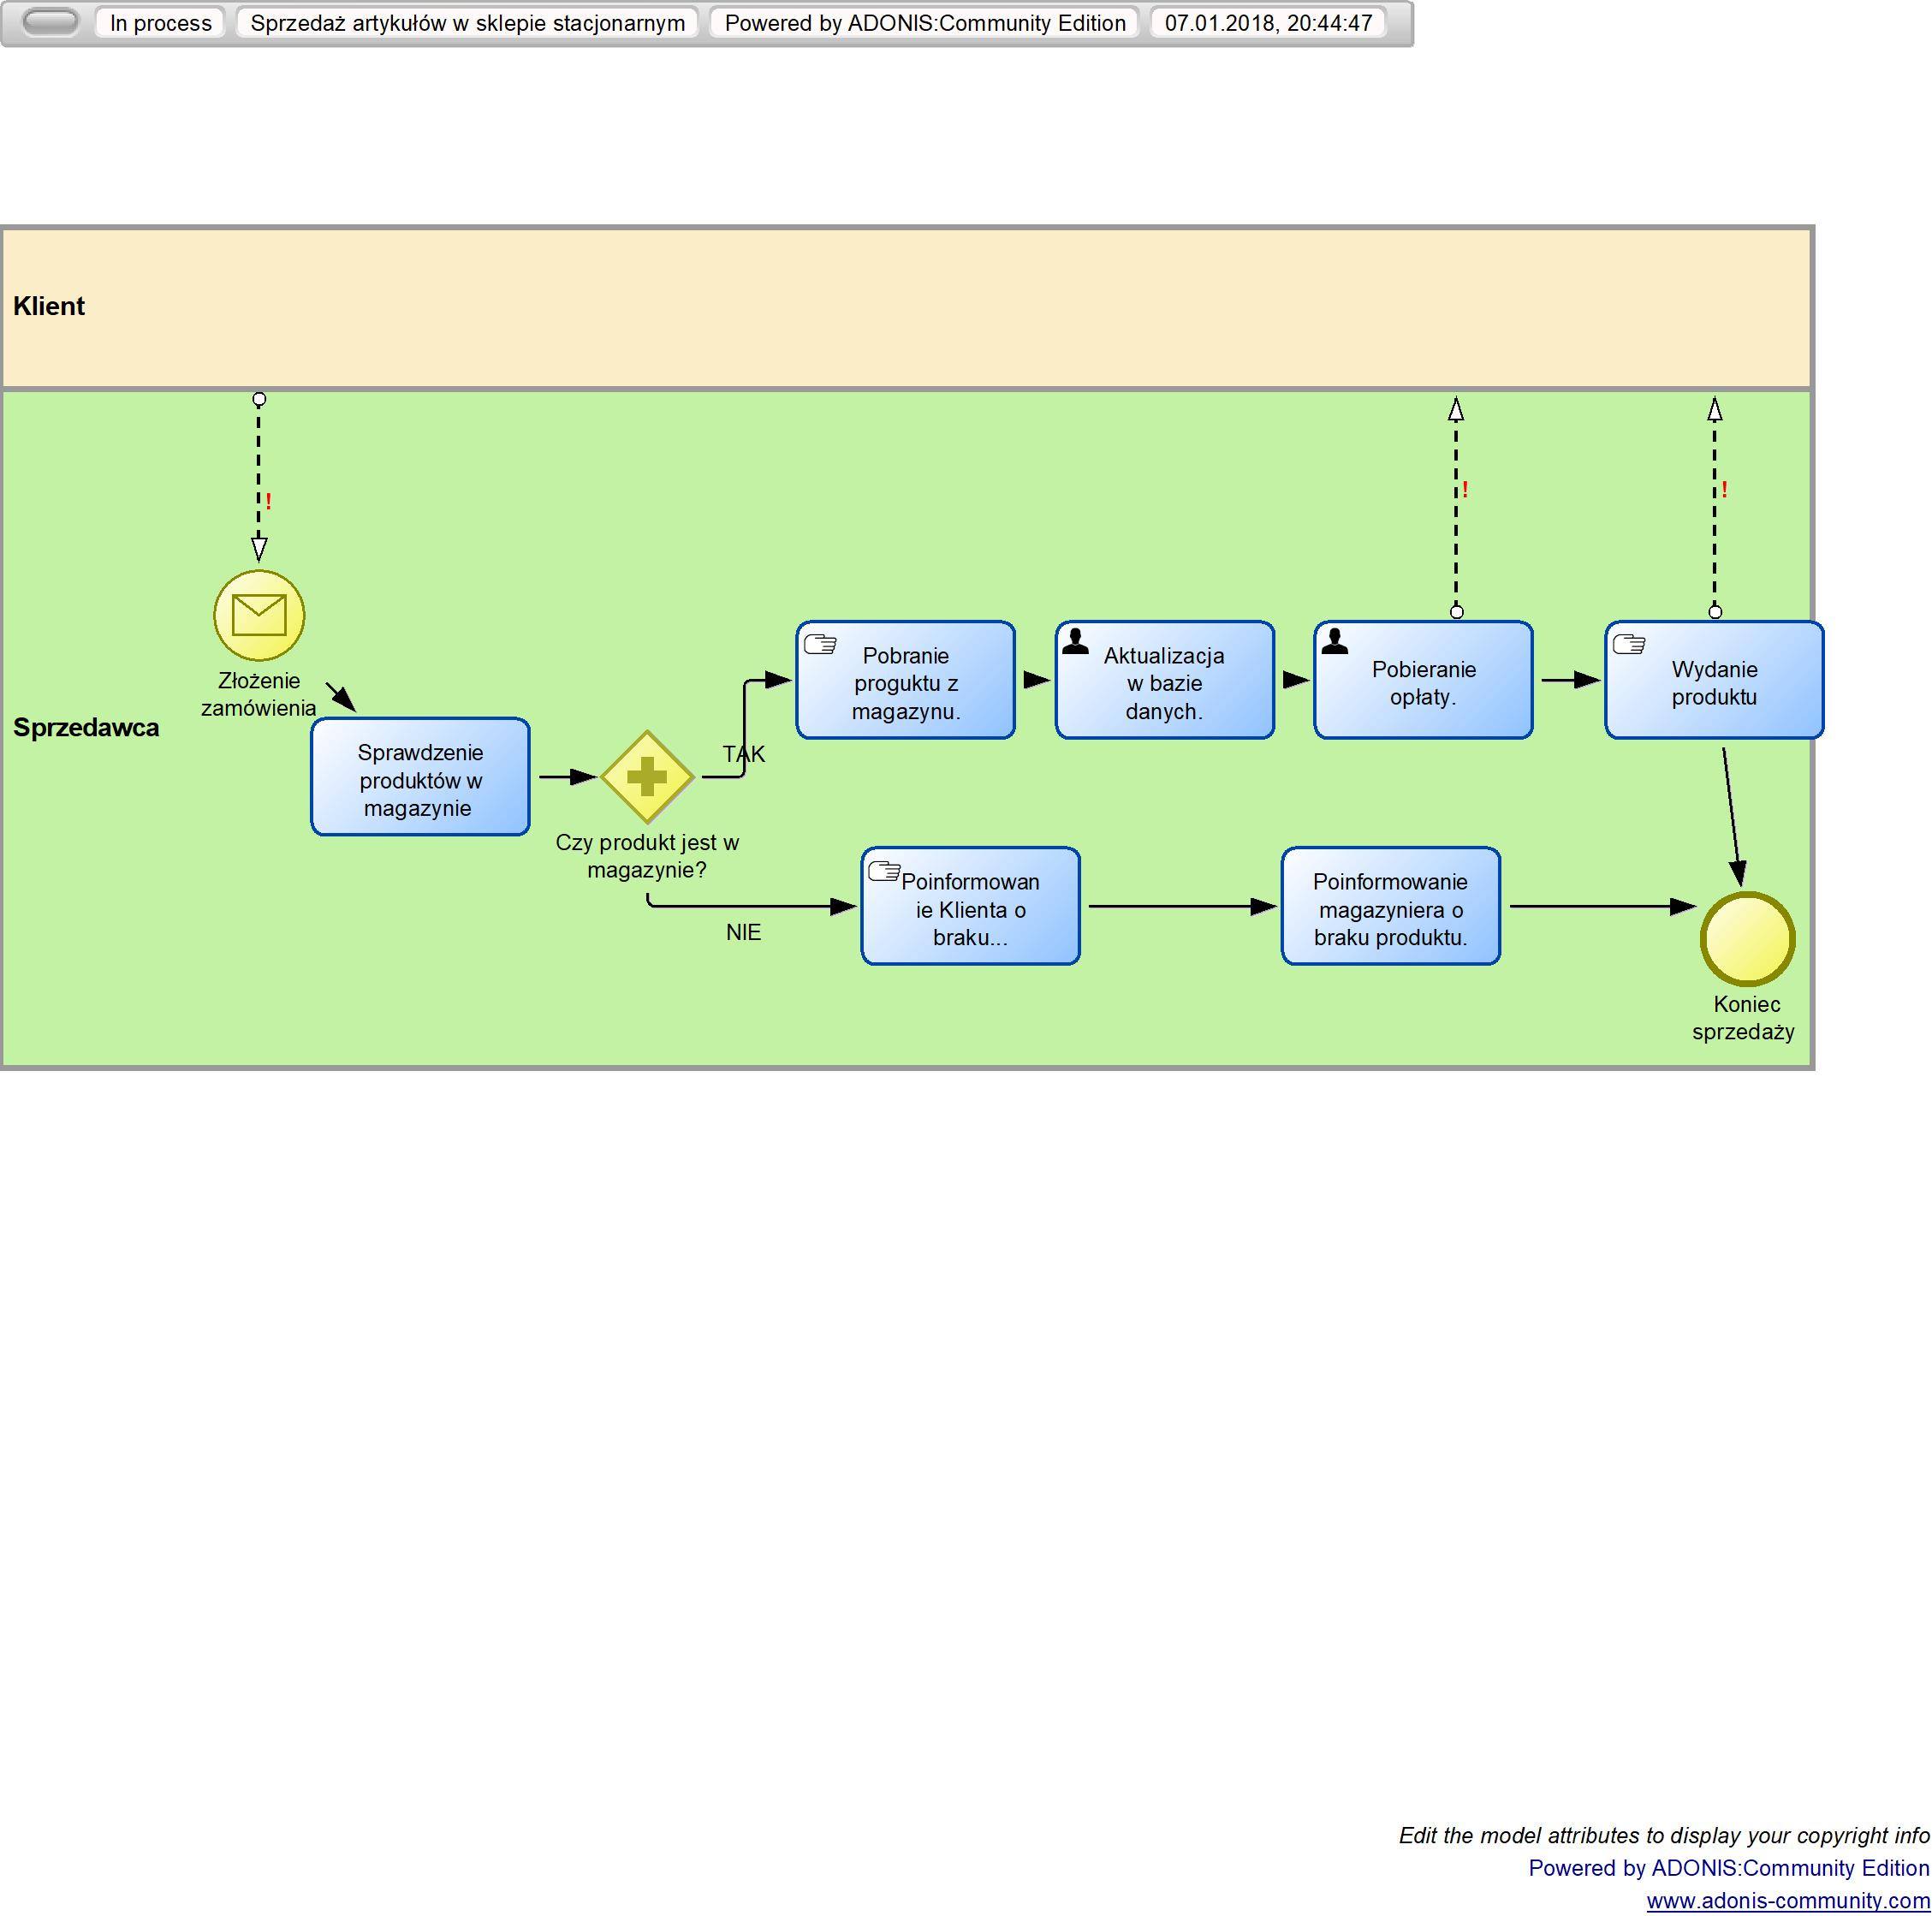 In process
Sprzedaż artykułów w sklepie stacjonarnym
Powered by ADONIS:Community Edition
07.01.2018, 20:44:47
Klient
!
!
!
Sprzedawca
Złożenie
zamówienia
Sprawdzenie
produktów w
magazynie
Czy produkt jest w
magazynie?
TAK
Pobranie
proguktu z
magazynu.
Aktualizacja
w bazie
danych.
Pobieranie
opłaty.
Wydanie
produktu
NIE
Poinformowan
ie Klienta o
braku...
Poinformowanie
magazyniera o
braku produktu.
Koniec
sprzedaży
Edit the model attributes to display your copyright info
Powered by ADONIS:Community Edition
www.adonis-community.com